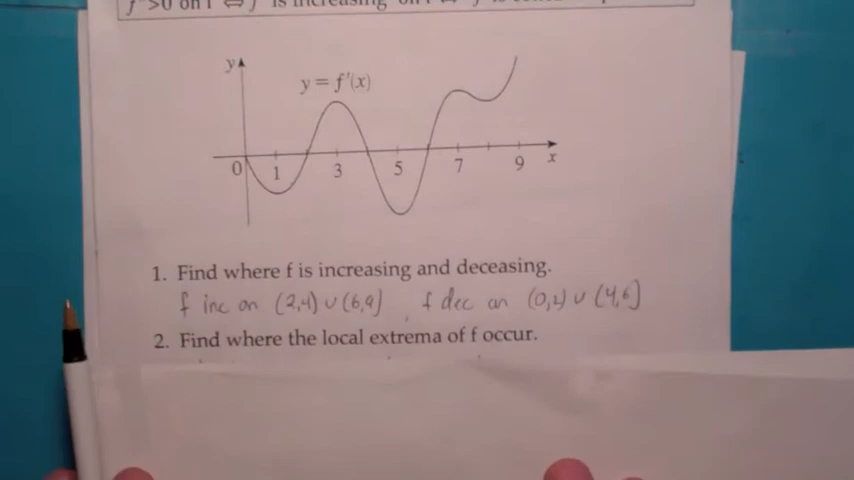 y
y = f'(x)
0 1 3 5 7 9 x
1. Find where f is increasing and deceasing.
f inc on (2,4) ∪ (6,9) , f dec on (0,2) ∪ (4,6)
2. Find where the local extrema of f occur.